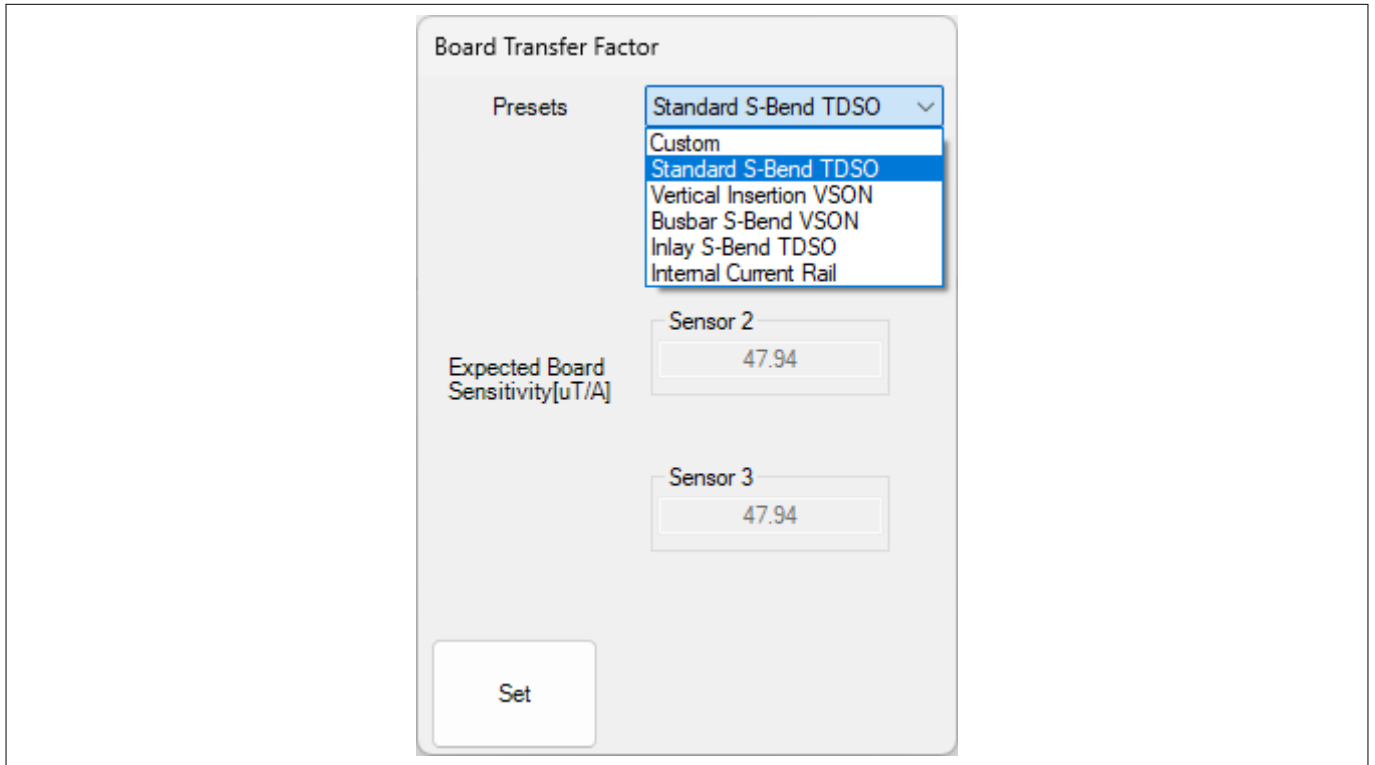 Board Transfer Factor
Presets
Standard S-Bend TDSO
Custom
Standard S-Bend TDSO
Vertical Insertion VSON
Busbar S-Bend VSON
Inlay S-Bend TDSO
Internal Current Rail
Sensor 2
47.94
Expected Board
Sensitivity[uT/A]
Sensor 3
47.94
Set